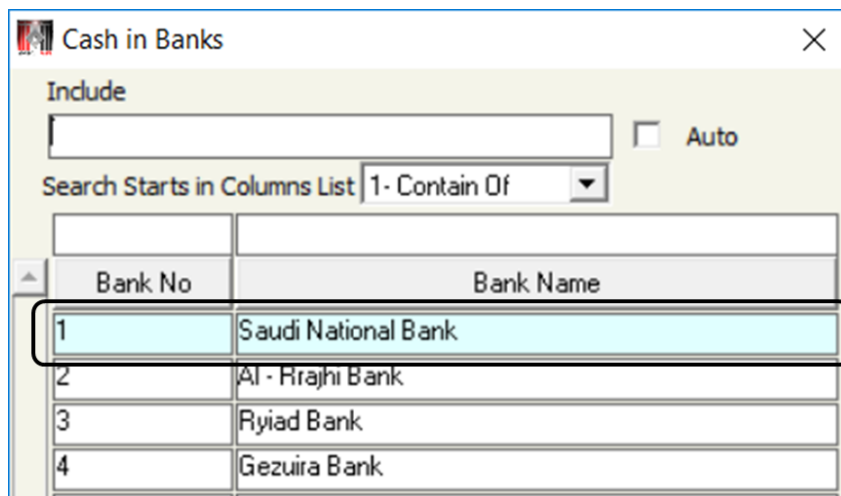 Cash in Banks
Include
Auto
Search Starts in Columns List 1- Contain Of
Bank No Bank Name
1 Saudi National Bank
2 Al - Rrajhi Bank
3 Ryiad Bank
4 Gezuira Bank